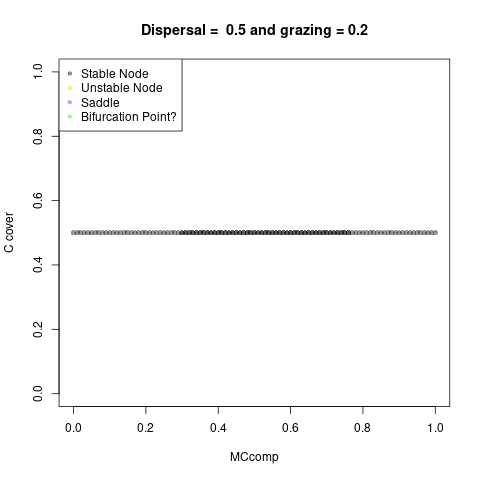 Dispersal =  0.5 and grazing = 0.2
Stable Node
Unstable Node
Saddle
Bifurcation Point?
C cover
1.0
0.8
0.6
0.4
0.2
0.0
0.0 0.2 0.4 0.6 0.8 1.0
MCcomp